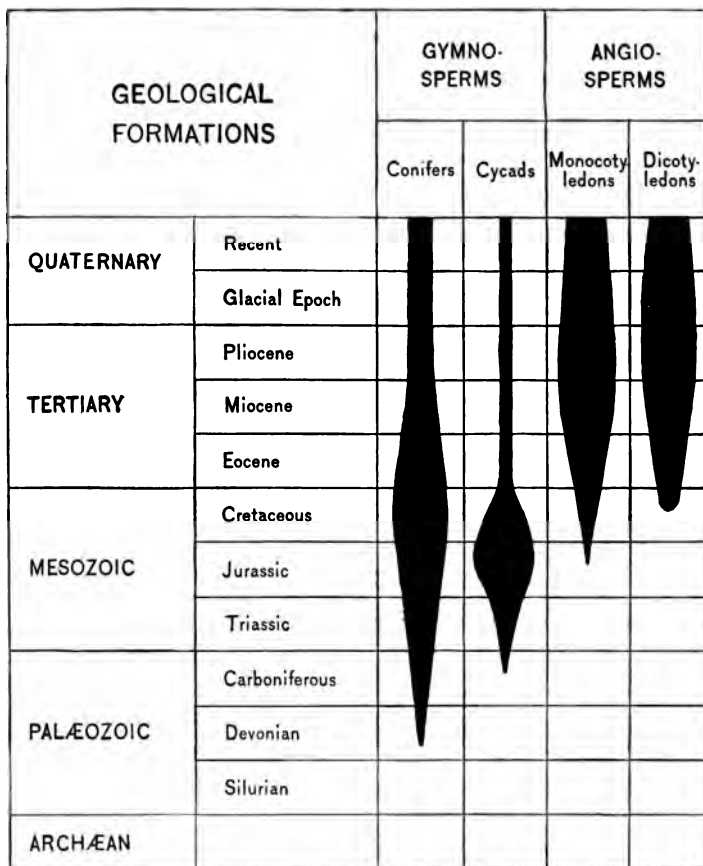 GEOLOGICAL
FORMATIONS
GYMNO-
SPERMS
ANGIO-
SPERMS
Conifers
Cycads
Monocoty-
ledons
Dicoty-
ledons
QUATERNARY
Recent
Glacial Epoch
TERTIARY
Pliocene
Miocene
Eocene
MESOZOIC
Cretaceous
Jurassic
Triassic
PALÆOZOIC
Carboniferous
Devonian
Silurian
ARCHÆAN